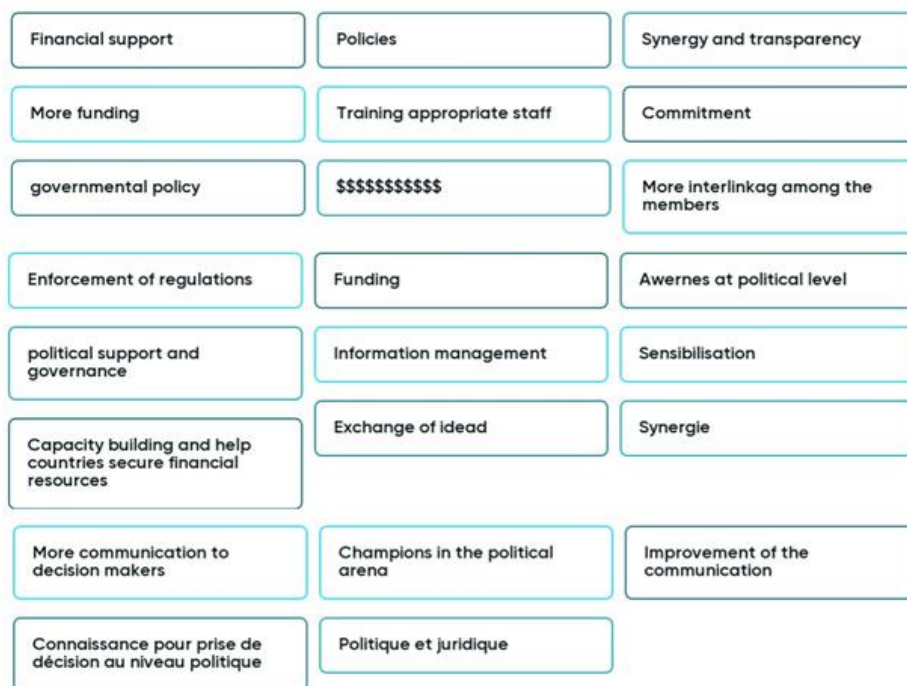 Financial support
Policies
Synergy and transparency
More funding
Training appropriate staff
Commitment
governmental policy
$$$$$$$$$$$
More interlinkag among the
members
Enforcement of regulations
Funding
Awernes at political level
political support and
governance
Information management
Sensibilisation
Capacity building and help
countries secure financial
resources
Exchange of idead
Synergie
More communication to
decision makers
Champions in the political
arena
Improvement of the
communication
Connaissance pour prise de
décision au niveau politique
Politique et juridique